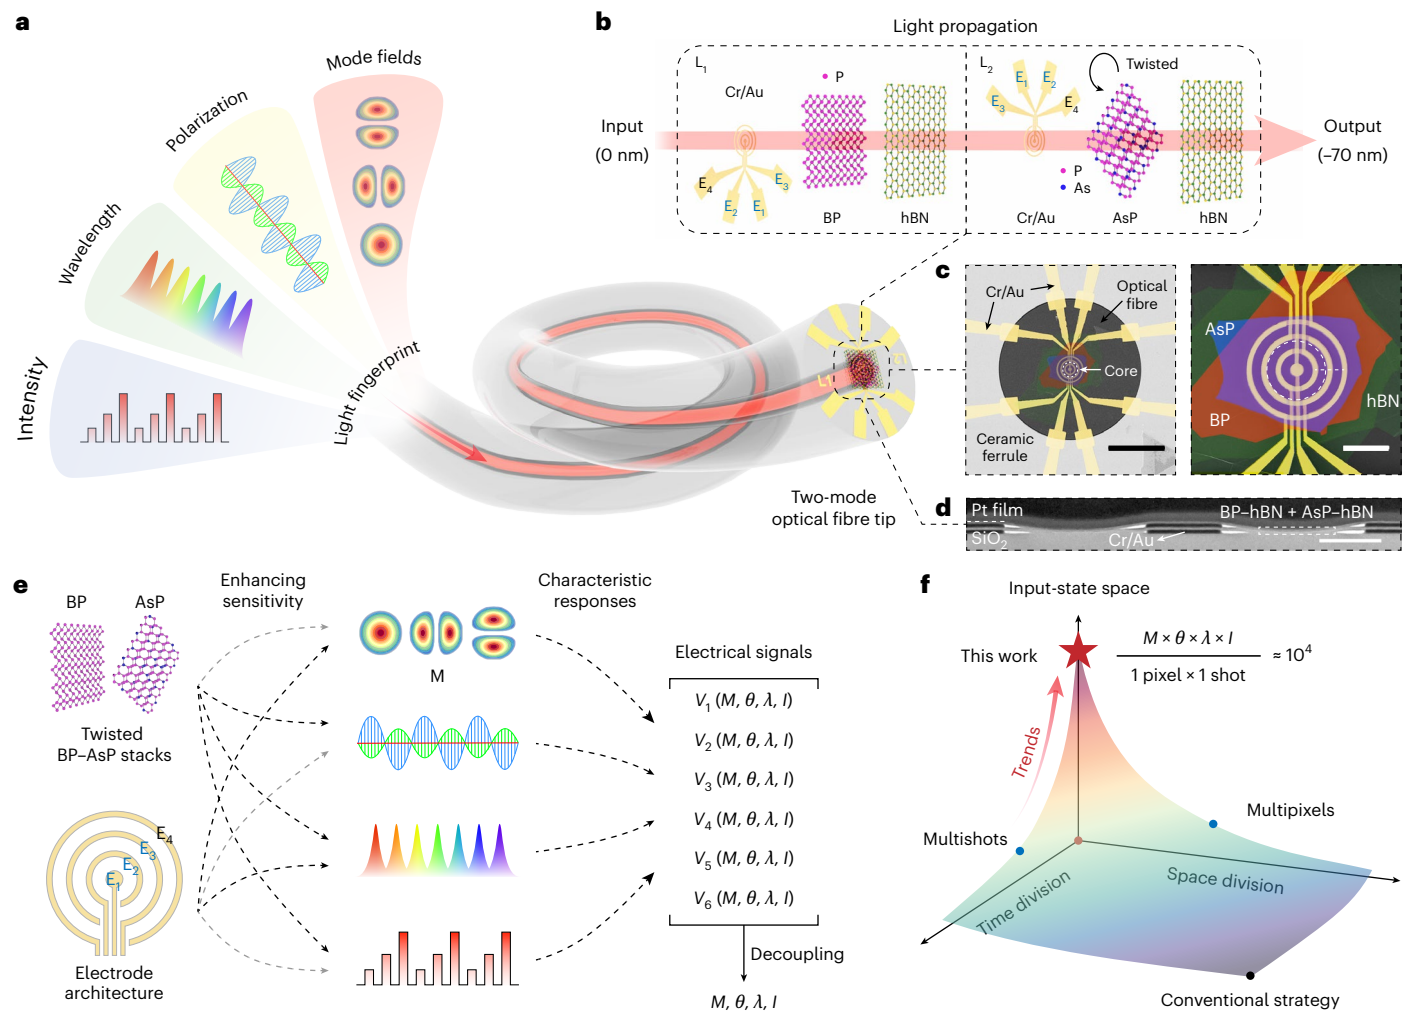 a
Mode fields
Polarization
Wavelength
Intensity
Light fingerprint
L1
Two-mode
optical fibre tip
b
Light propagation
Input
(0 nm)
L1
Cr/Au
P
E4
E2
E1
E3
BP
hBN
L2
E1
E2
E3
E4
Twisted
P
As
Cr/Au
AsP
hBN
Output
(–70 nm)
c
Cr/Au
Optical
fibre
Core
Ceramic
ferrule
AsP
BP
hBN
d
Pt film
SiO2
Cr/Au
BP–hBN + AsP–hBN
e
BP
AsP
Twisted
BP–AsP stacks
E4
E3
E2
E1
Electrode
architecture
Enhancing
sensitivity
M
Characteristic
responses
Electrical signals
V1 (M, θ, λ, I)
V2 (M, θ, λ, I)
V3 (M, θ, λ, I)
V4 (M, θ, λ, I)
V5 (M, θ, λ, I)
V6 (M, θ, λ, I)
Decoupling
M, θ, λ, I
f
Input-state space
This work
M × θ × λ × I
1 pixel × 1 shot
≈ 10⁴
Trends
Multishots
Multipixels
Time division
Space division
Conventional strategy